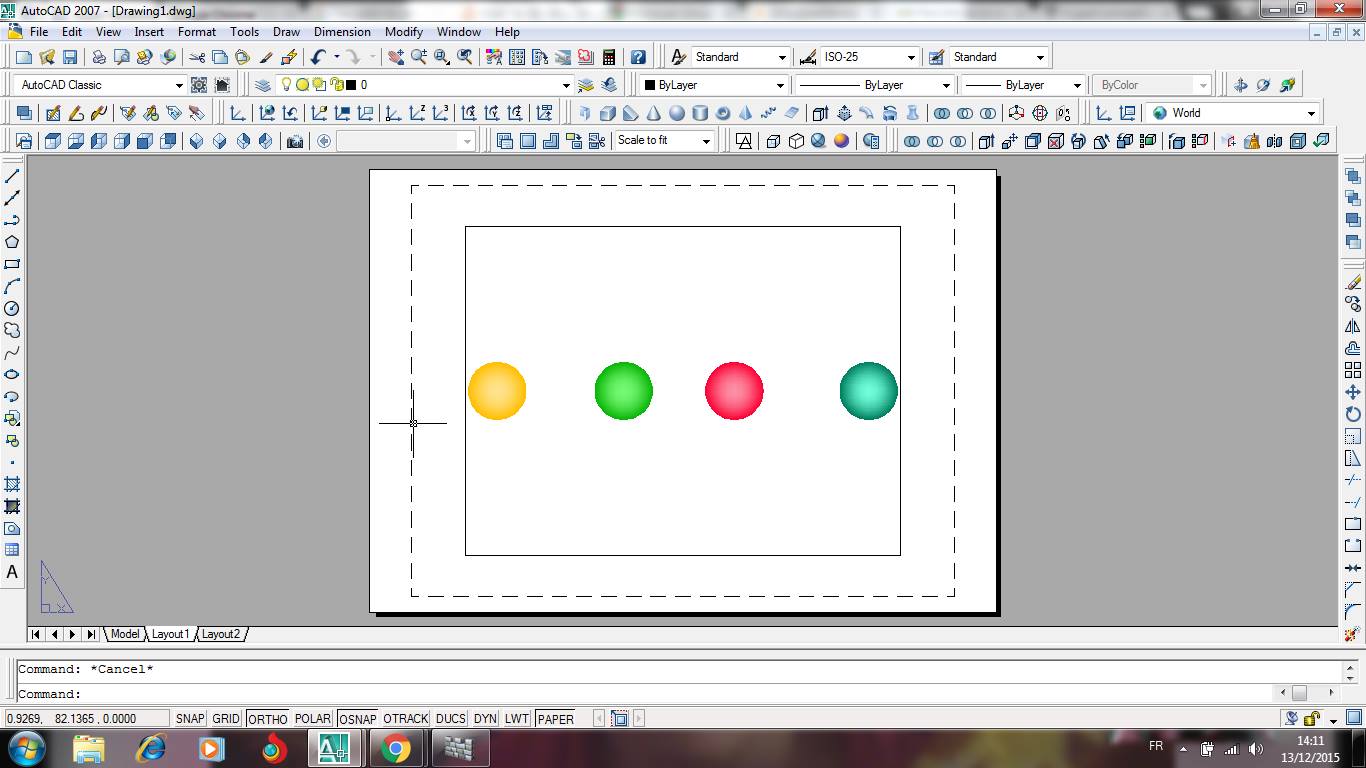 AutoCAD 2007 - [Drawing1.dwg]
File Edit View Insert Format Tools Draw Dimension Modify Window Help
Standard ISO-25 Standard
AutoCAD Classic 0 ByLayer ByLayer ByLayer ByColor
World
Scale to fit
A
Y
X
Model Layout1 Layout2
Command: *Cancel*
Command:
0.9269, 82.1365 , 0.0000 SNAP GRID ORTHO POLAR OSNAP OTRACK DUCS DYN LWT PAPER
FR 14:11
13/12/2015